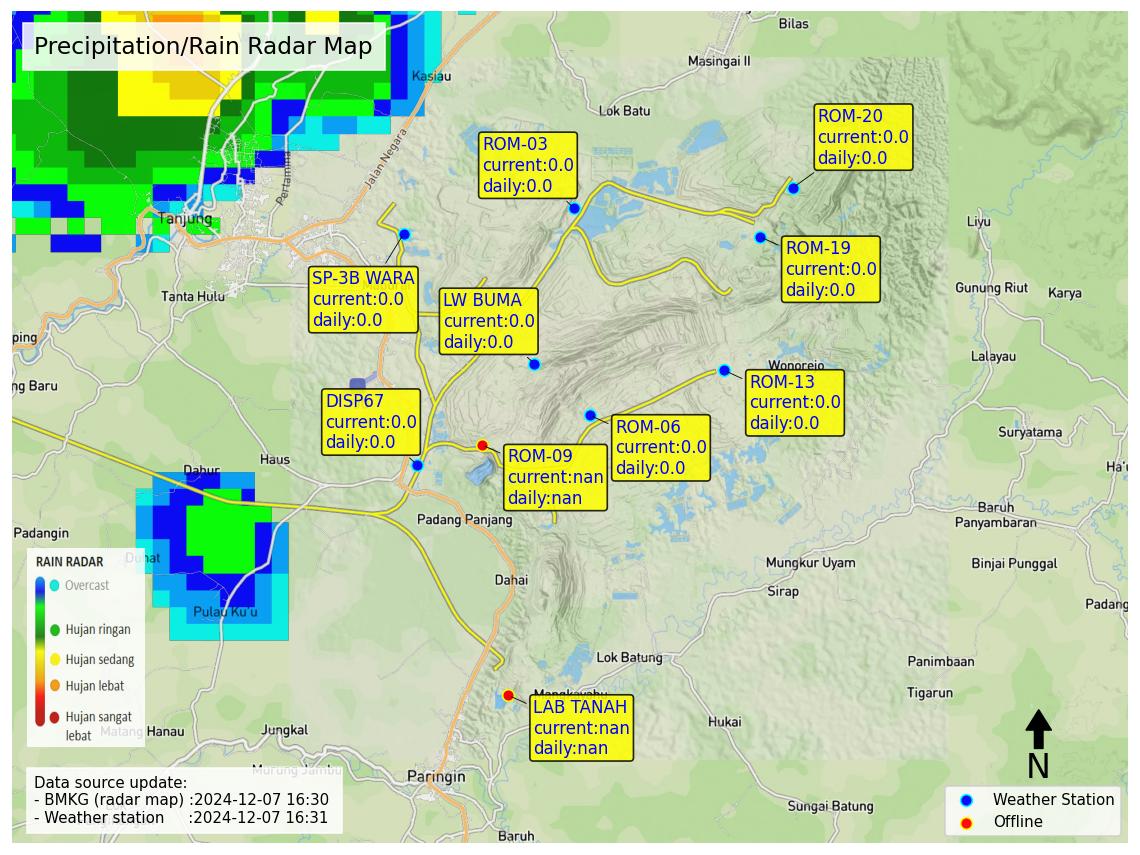 Precipitation/Rain Radar Map
Bilas
Masingai II
Kasiau
Lok Batu
Jalan Negara
Pertamina
ROM-20
current:0.0
daily:0.0
ROM-03
current:0.0
daily:0.0
Tanjung
Liyu
ROM-19
current:0.0
daily:0.0
SP-3B WARA
current:0.0
daily:0.0
LW BUMA
current:0.0
daily:0.0
Tanta Hulu
Gunung Riut
Karya
ping
Lalayau
Wonorejo
ng Baru
ROM-13
current:0.0
daily:0.0
DISP67
current:0.0
daily:0.0
ROM-06
current:0.0
daily:0.0
Suryatama
ROM-09
current:nan
daily:nan
Haus
Dahur
Ha'u
Baruh
Panyambaran
Padang Panjang
Padangin
Binjai Punggal
Mungkur Uyam
Dahai
Sirap
Padang
Pulau Ku'u
RAIN RADAR
Overcast
Hujan ringan
Hujan sedang
Hujan lebat
Hujan sangat
lebat
Lok Batung
Panimbaan
Tigarun
Mangkayahu
LAB TANAH
current:nan
daily:nan
Hukai
Matang Hanau
Jungkal
Murung Jambu
Paringin
Sungai Batung
Baruh
Data source update:
- BMKG (radar map) :2024-12-07 16:30
- Weather station :2024-12-07 16:31
N
Weather Station
Offline